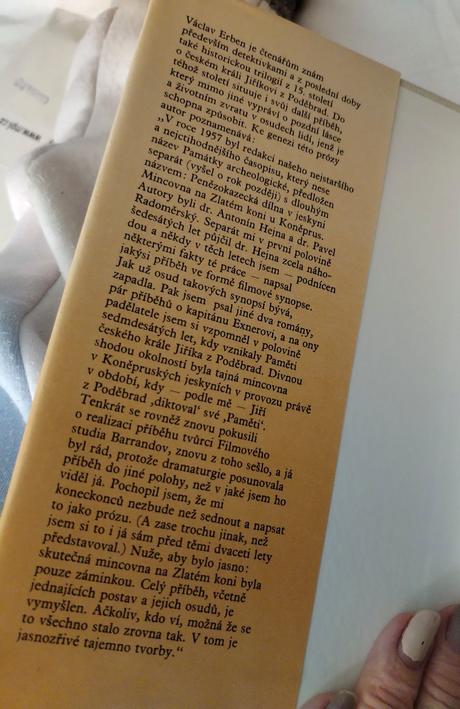 Václav Erben je čtenářům znám
především detektivkami a z poslední doby
také historickou trilogií z 15. století
o českém králi Jiříkovi z Poděbrad. Do
téhož století situuje i svůj další příběh,
který mimo jiné vypráví o pozdní lásce
a životním zvratu v osudech lidí, jenž je
schopna způsobit. Ke genezi této prózy
autor poznamenává:
„V roce 1957 byl redakci našeho nejstaršího
a nejctihodnějšího časopisu, který nese
název Památky archeologické, předložen
separát (vyšel o rok později) s dlouhým
názvem: Penězokazecká dílna v jeskyni
Mincovna na Zlatém koni u Koněprus.
Autory byli dr. Antonín Hejna a dr. Pavel
Radoměrský. Separát mi v první polovině
šedesátých let půjčil dr. Hejna zcela náho-
dou a někdy v těch letech jsem — podnícen
některými fakty té práce — napsal
jakýsi příběh ve formě filmové synopse.
Jak už osud takových synopsí bývá,
zapadla. Pak jsem psal jiné dva romány,
pár příběhů o kapitánu Exnerovi, a na ony
padělatele jsem si vzpomněl v polovině
sedmdesátých let, kdy vznikaly Paměti
českého krále Jiříka z Poděbrad. Divnou
shodou okolností byla tajná mincovna
v Koněpruských jeskyních v provozu právě
v období, kdy — podle mě — Jiří
z Poděbrad ‚diktoval‘ své ‚Paměti‘.
Tenkrát se rovněž znovu pokusili
o realizaci příběhu tvůrci Filmového
studia Barrandov, znovu z toho sešlo, a já
byl rád, protože dramaturgie posunovala
příběh do jiné polohy, než v jaké jsem ho
viděl já. Pochopil jsem, že mi
koneckonců nezbude než sednout a napsat
to jako prózu. (A zase trochu jinak, než
jsem si to i já sám před těmi dvaceti lety
představoval.) Nuže, aby bylo jasno:
skutečná mincovna na Zlatém koni byla
pouze záminkou. Celý příběh, včetně
jednajících postav a jejich osudů, je
vymyšlen. Ačkoliv, kdo ví, možná že se
to všechno stalo zrovna tak. V tom je
jasnozřivé tajemno tvorby.“